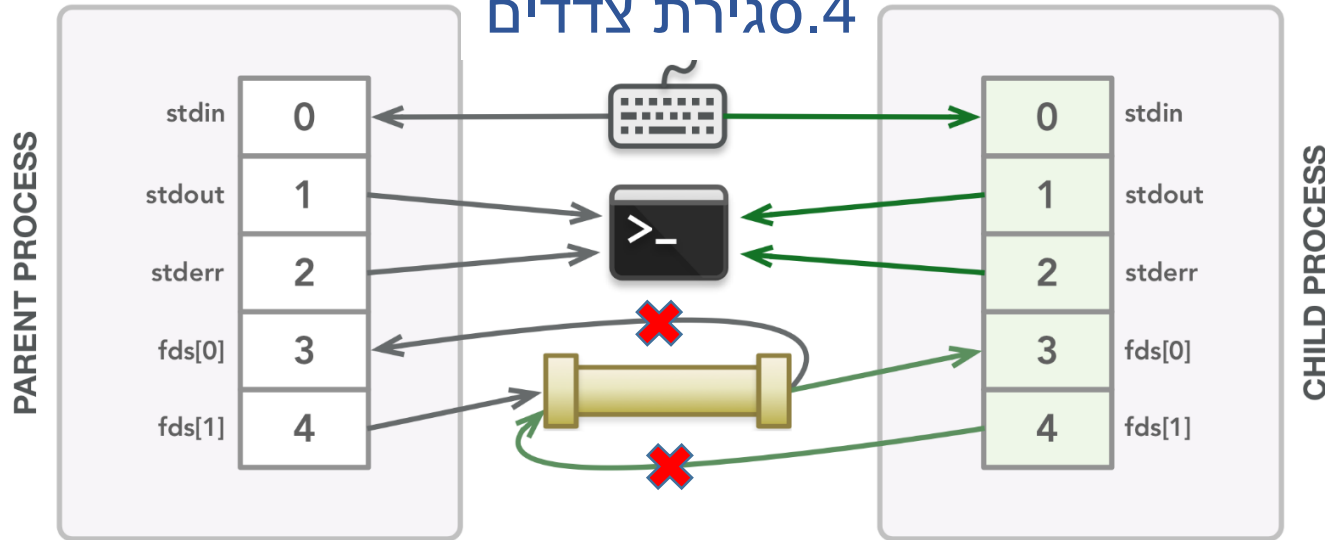 4.סגירת צדדים
PARENT PROCESS
stdin 0
stdout 1
stderr 2
fds[0] 3
fds[1] 4
>_
0 stdin
1 stdout
2 stderr
3 fds[0]
4 fds[1]
CHILD PROCESS